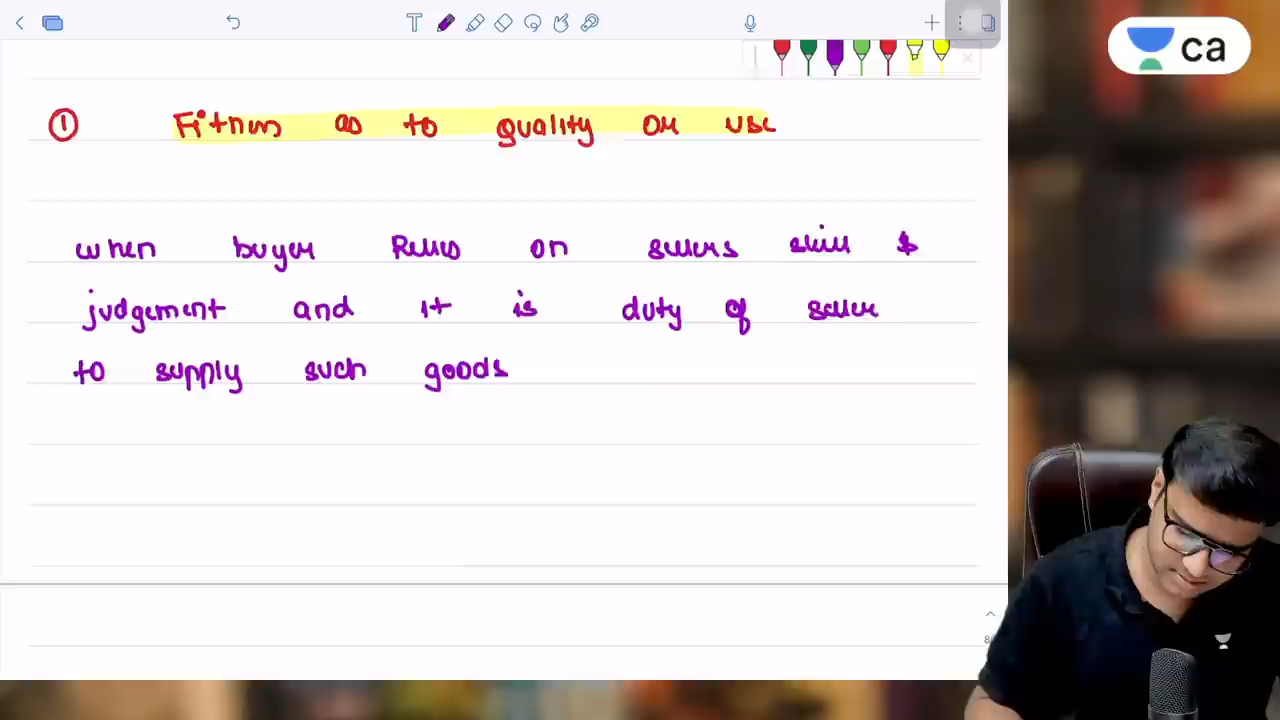 ca
① Fitness as to quality or use
when buyer Relies on sellers skill &
judgement and it is duty of seller
to supply such goods